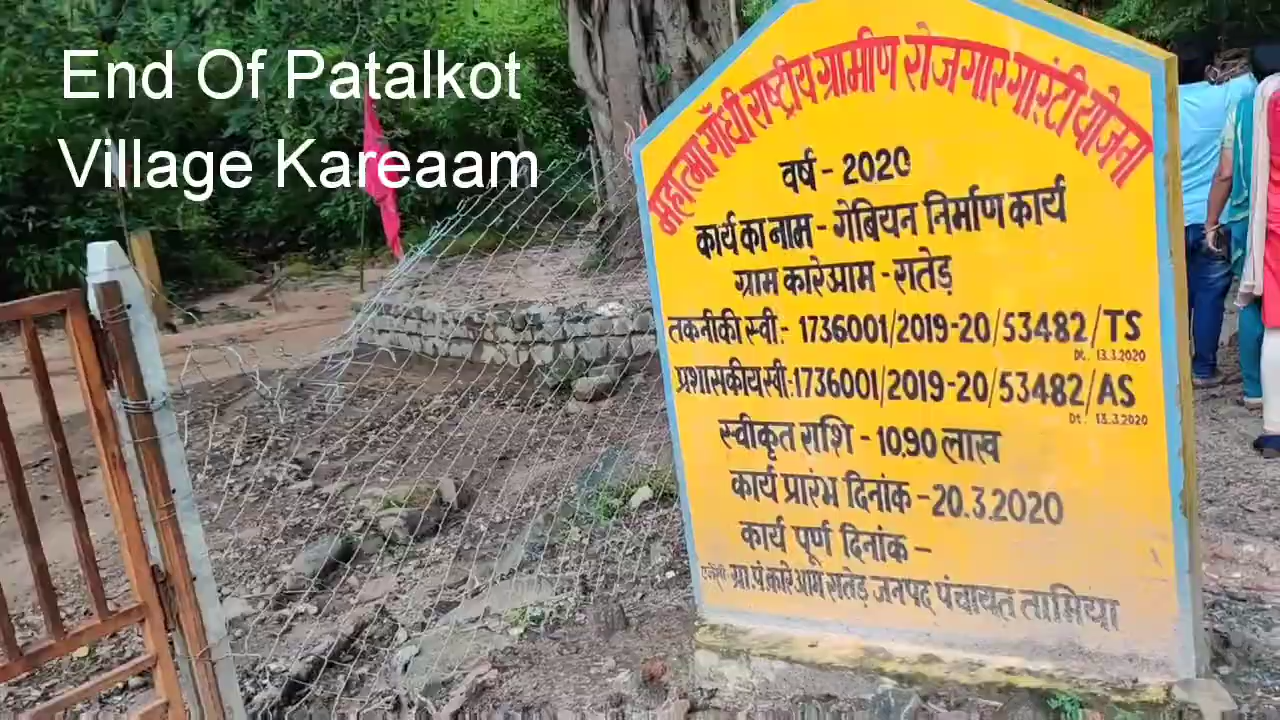 End Of Patalkot
Village Kareaam
महात्मा गाँधी राष्ट्रीय ग्रामीण रोजगार गारंटी योजना
वर्ष - 2020
कार्य का नाम - गेबियन निर्माण कार्य
ग्राम कारेआम - रातेड़
तकनीकी स्वी:- 1736001/2019-20/53482/TS
Dt. 13.3.2020
प्रशासकीय स्वी:-1736001/2019-20/53482/AS
Dt. 13.3.2020
स्वीकृत राशि - 10.90 लाख
कार्य प्रारंभ दिनांक -20.3.2020
कार्य पूर्ण दिनांक -
एजेंसी ग्रा.पं.कारेआम रातेड़ जनपद पंचायत तामिया